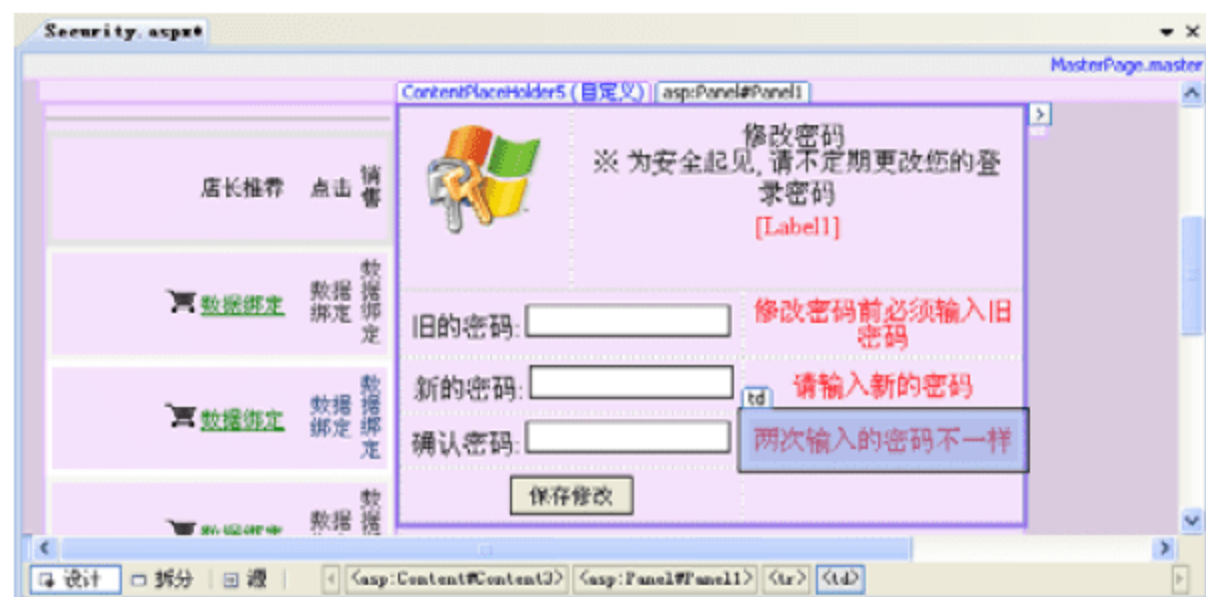 Security.aspx*
MasterPage.master
ContentPlaceHolder5 (自定义) asp:Panel#Panel1
修改密码
※ 为安全起见, 请不定期更改您的登
录密码
[Label1]
店长推荐 点击 销售
数据绑定 数据绑定 数据绑定
旧的密码:
修改密码前必须输入旧
密码
数据绑定 数据绑定 数据绑定
新的密码:
请输入新的密码
td
确认密码:
两次输入的密码不一样
保存修改
数据绑定 数据 数据
设计 拆分 源 <asp:Content#Content3> <asp:Panel#Panel1> <tr> <td>